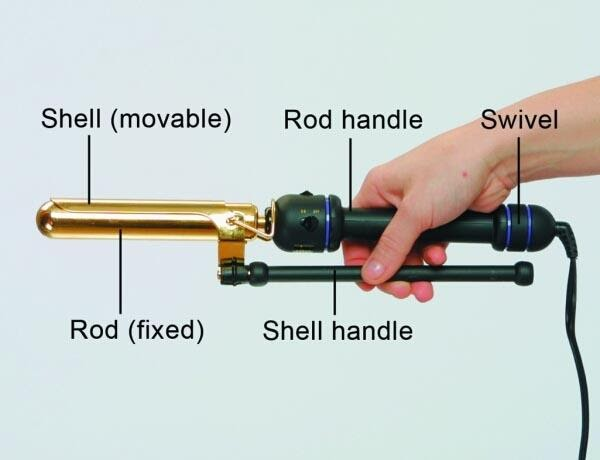 Shell (movable)
Rod handle
Swivel
Rod (fixed)
Shell handle